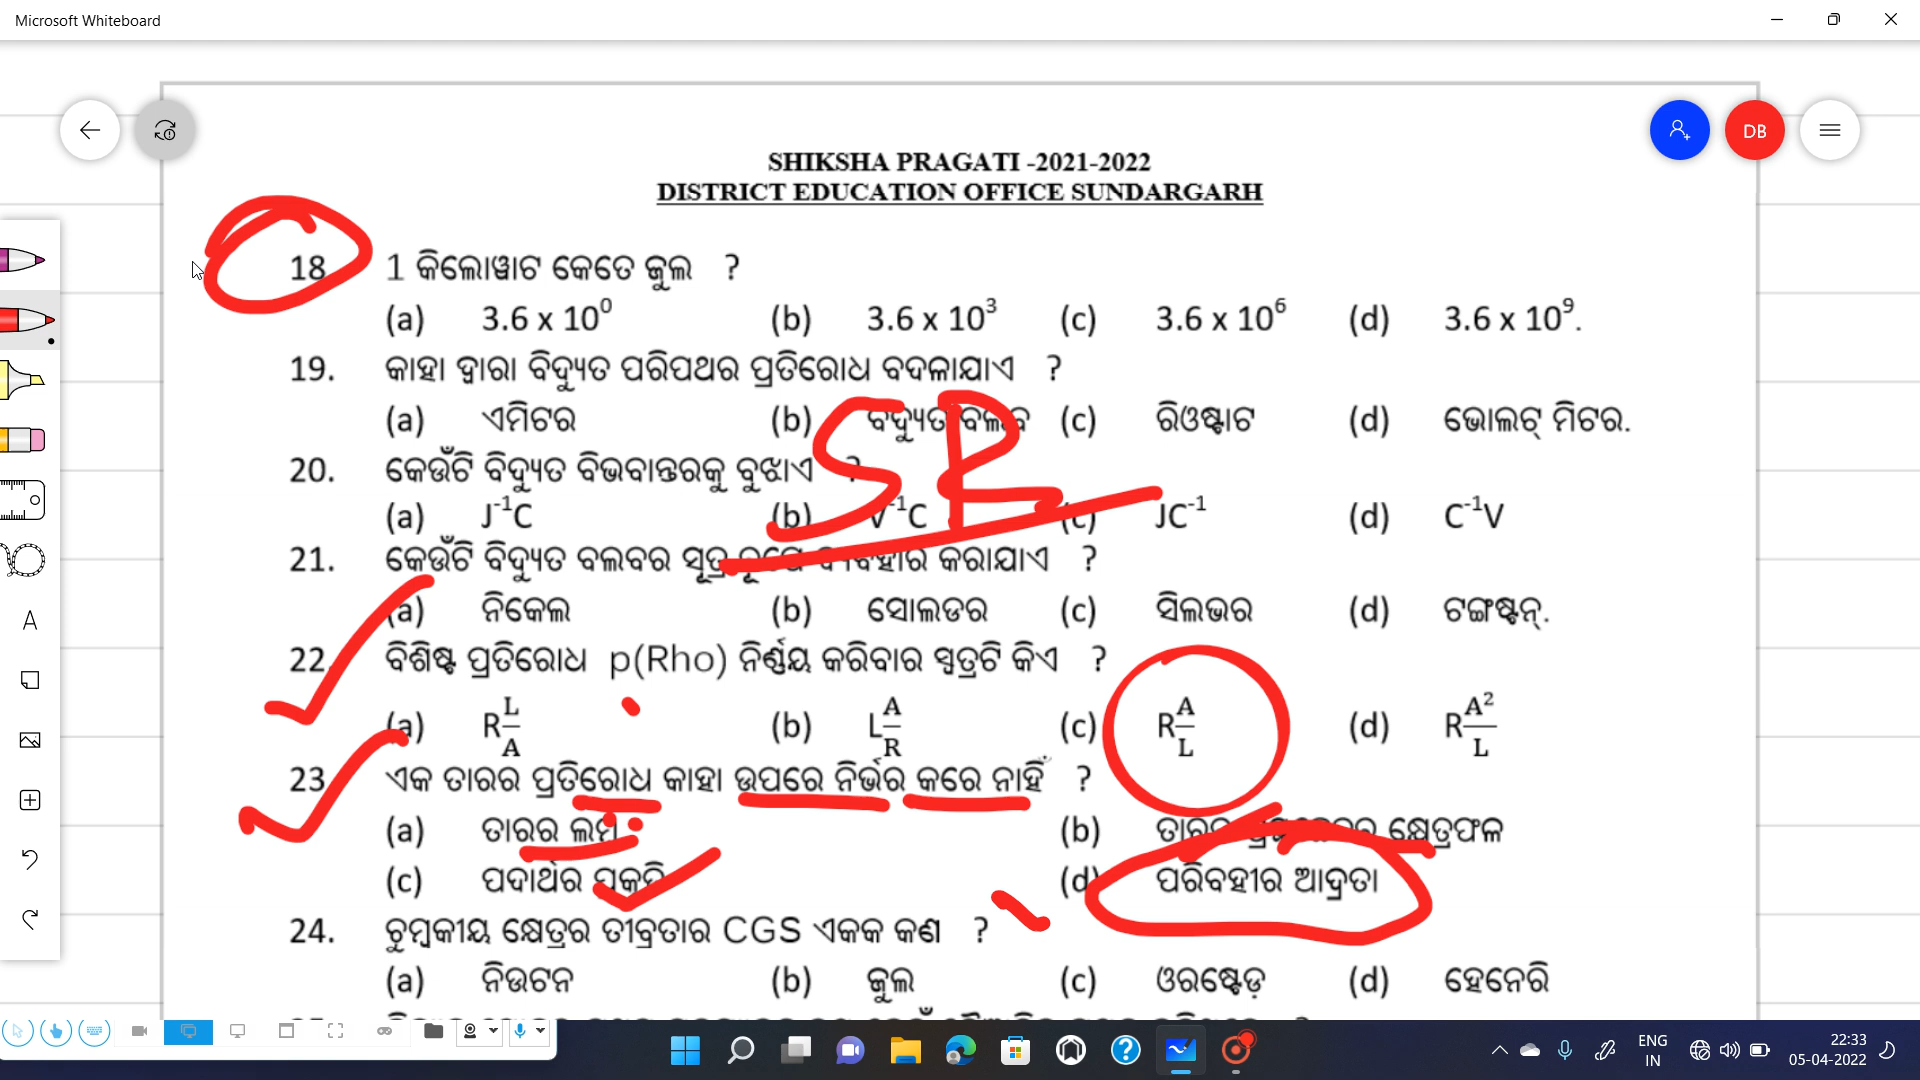 Microsoft Whiteboard
DB
SHIKSHA PRAGATI -2021-2022
DISTRICT EDUCATION OFFICE SUNDARGARH
18 1 କିଲୋୱାଟ କେତେ ଜୁଲ ?
(a) 3.6 x 10⁰ (b) 3.6 x 10³ (c) 3.6 x 10⁶ (d) 3.6 x 10⁹.
19. କାହା ଦ୍ୱାରା ବିଦ୍ୟୁତ ପରିପଥର ପ୍ରତିରୋଧ ବଦଳାଯାଏ ?
(a) ଏମିଟର (b) ବିଦ୍ୟୁତ ବଲବ (c) ରିଓଷ୍ଟାଟ (d) ଭୋଲଟ୍ ମିଟର.
SR
20. କେଉଁଟି ବିଦ୍ୟୁତ ବିଭବାନ୍ତରକୁ ବୁଝାଏ ?
(a) J⁻¹C (b) V⁻¹C (c) JC⁻¹ (d) C⁻¹V
21. କେଉଁଟି ବିଦ୍ୟୁତ ବଲବର ସୂତ୍ର ରୂପେ ବ୍ୟବହାର କରାଯାଏ ?
(a) ନିକେଲ (b) ସୋଲଡର (c) ସିଲଭର (d) ଟଙ୍ଗଷ୍ଟନ୍.
22 ବିଶିଷ୍ଟ ପ୍ରତିରୋଧ p(Rho) ନିର୍ଣ୍ଣୟ କରିବାର ସ୍ୱତ୍ରଟି କିଏ ?
(a) R L/A (b) L A/R (c) R A/L (d) R A²/L
23 ଏକ ତାରର ପ୍ରତିରୋଧ କାହା ଉପରେ ନିର୍ଭର କରେ ନାହିଁ ?
(a) ତାରର (b) ତାରର କ୍ଷେତ୍ରଫଳ
(c) ପଦାର୍ଥର (d) ପରିବହୀର ଆଦ୍ରତା
24. ଚୁମ୍ବକୀୟ କ୍ଷେତ୍ରର ତୀବ୍ରତାର CGS ଏକକ କଣ ?
(a) ନିଉଟନ (b) ଜୁଲ (c) ଓରଷ୍ଟେଡ଼ (d) ହେନେରି
ENG
IN
22:33
05-04-2022